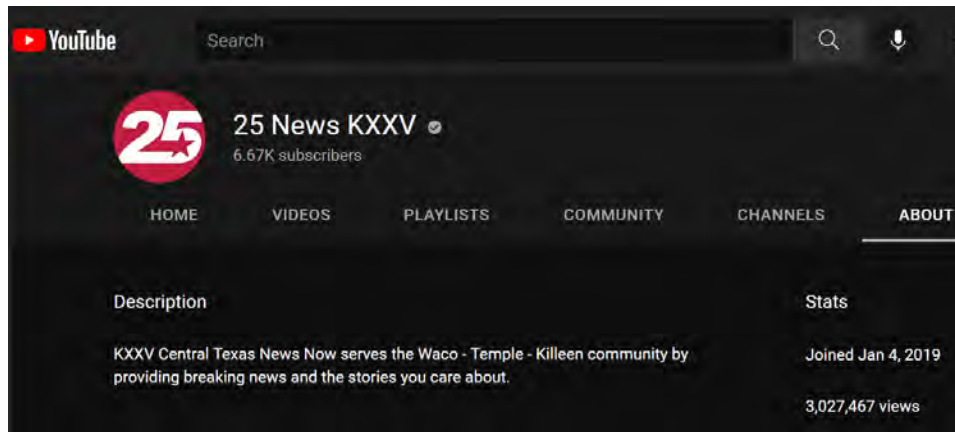 YouTube
Search
25
25 News KXXV
6.67K subscribers
HOME VIDEOS PLAYLISTS COMMUNITY CHANNELS ABOUT
Description
Stats
KXXV Central Texas News Now serves the Waco - Temple - Killeen community by
providing breaking news and the stories you care about.
Joined Jan 4, 2019
3,027,467 views